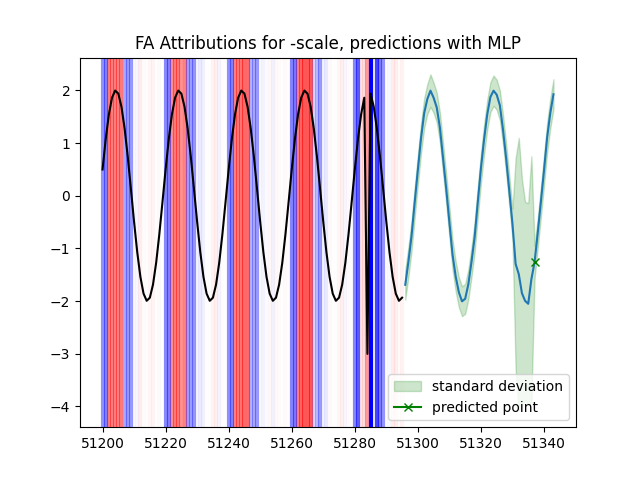 FA Attributions for -scale, predictions with MLP
2
1
0
−1
−2
−3
−4
standard deviation
predicted point
51200 51220 51240 51260 51280 51300 51320 51340